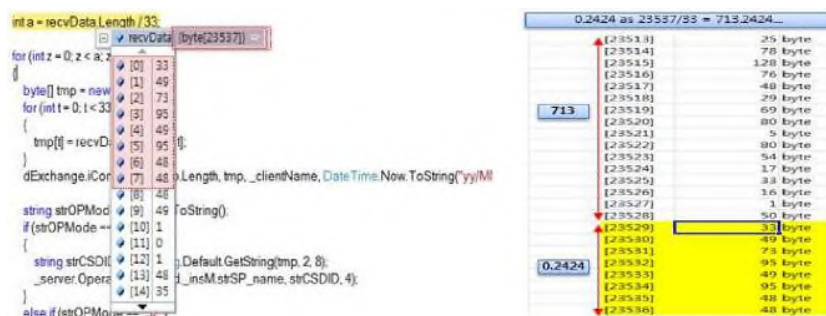 int a = recvData.Length / 33;
recvData {byte[23537]}
for (int z = 0; z < a; z
{
[0] 33
[1] 49
byte[] tmp = new
[2] 73
for (int t = 0; t < 33
[3] 95
{
[4] 49
tmp[t] = recvD
[5] 95
t];
}
[6] 48
dExchange.iCon
[7] 48
.Length, tmp, _clientName, DateTime.Now.ToString("yy/M
[8] 48
string strOPMod
[9] 49
ToString();
if (strOPMode ==
[10] 1
{
[11] 0
string strCSDID
[12] 1
g.Default.GetString(tmp, 2, 8);
_server.Opera
[13] 48
_insM.strSP_name, strCSDID, 4);
}
[14] 35
else if (strOPMo
0.2424 as 23537/33 = 713.2424...
[23513] 25 byte
[23514] 78 byte
[23515] 128 byte
[23516] 76 byte
[23517] 48 byte
[23518] 29 byte
713
[23519] 69 byte
[23520] 80 byte
[23521] 5 byte
[23522] 80 byte
[23523] 54 byte
[23524] 17 byte
[23525] 33 byte
[23526] 16 byte
[23527] 1 byte
[23528] 50 byte
[23529] 33 byte
[23530] 49 byte
[23531] 73 byte
0.2424
[23532] 95 byte
[23533] 49 byte
[23534] 95 byte
[23535] 48 byte
[23536] 48 byte